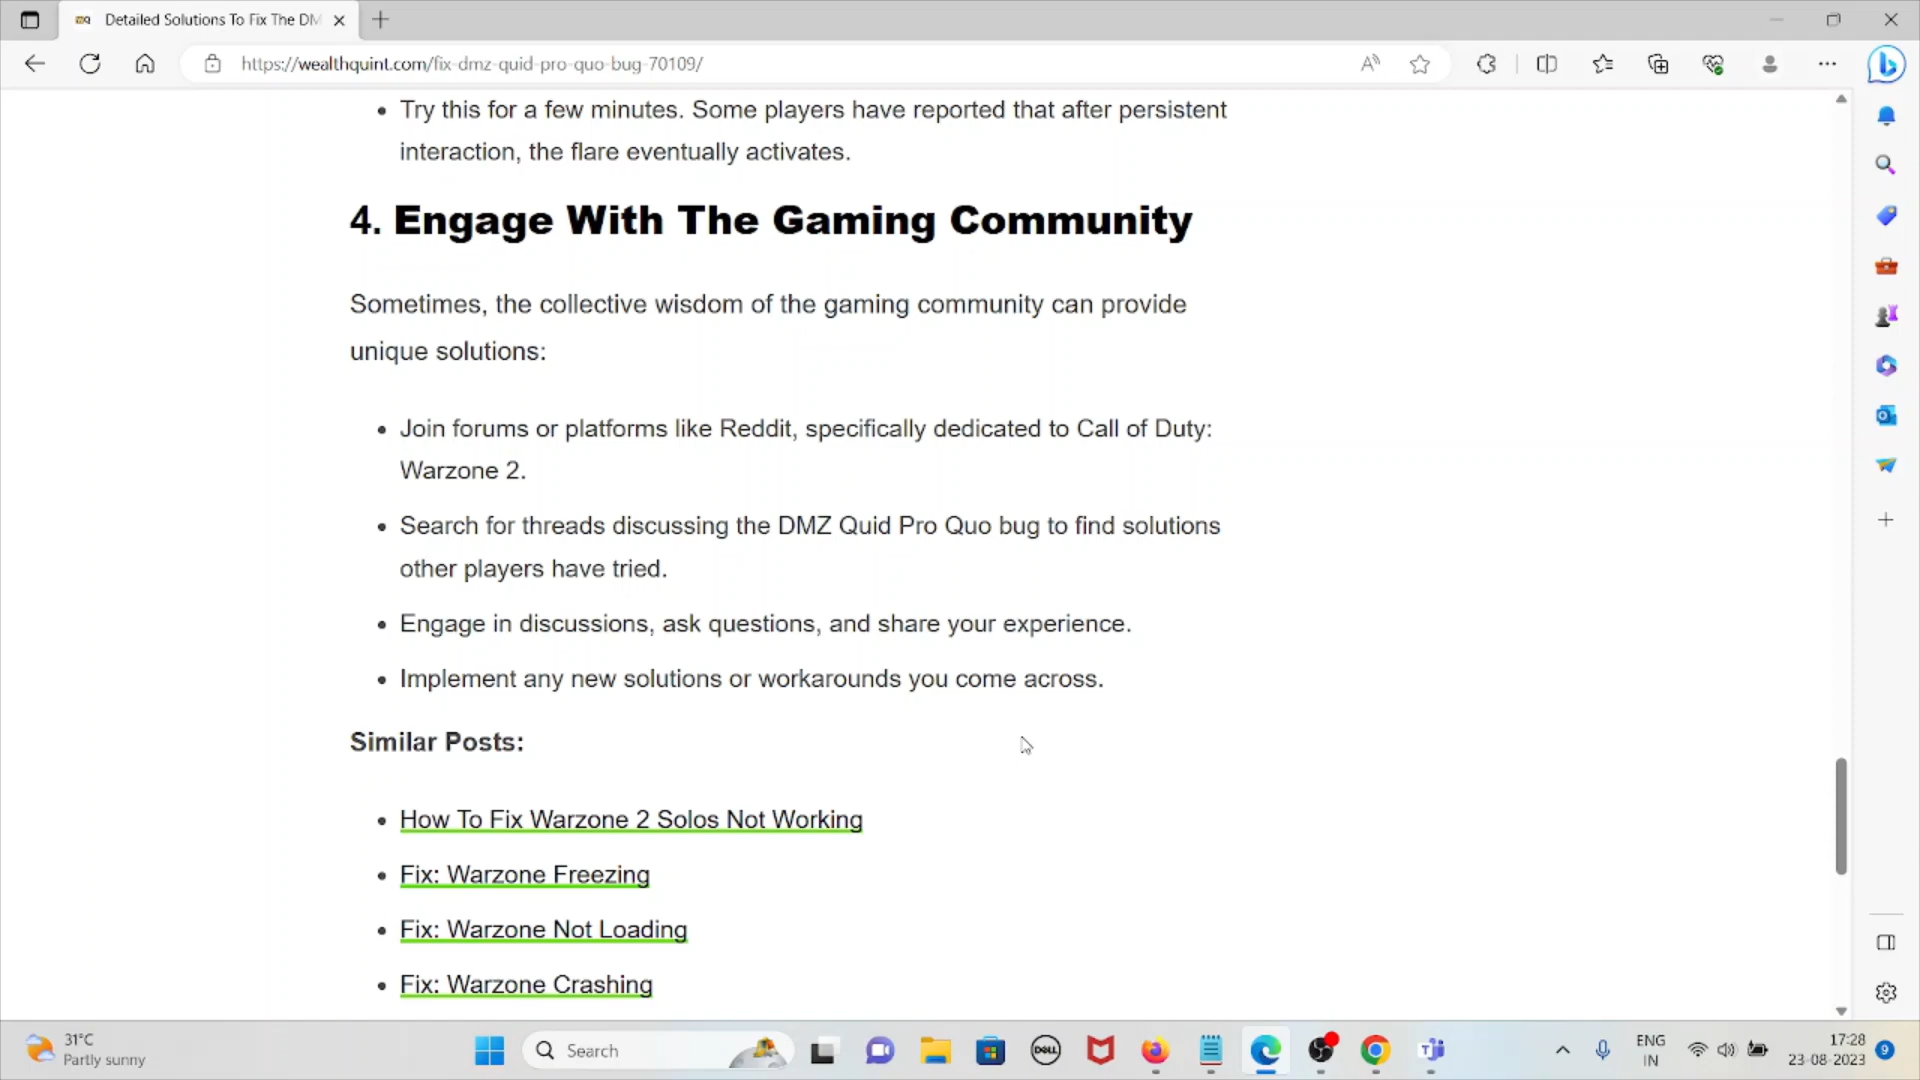 Detailed Solutions To Fix The DM
https://wealthquint.com/fix-dmz-quid-pro-quo-bug-70109/
• Try this for a few minutes. Some players have reported that after persistent
interaction, the flare eventually activates.
4. Engage With The Gaming Community
Sometimes, the collective wisdom of the gaming community can provide
unique solutions:
• Join forums or platforms like Reddit, specifically dedicated to Call of Duty:
Warzone 2.
• Search for threads discussing the DMZ Quid Pro Quo bug to find solutions
other players have tried.
• Engage in discussions, ask questions, and share your experience.
• Implement any new solutions or workarounds you come across.
Similar Posts:
• How To Fix Warzone 2 Solos Not Working
• Fix: Warzone Freezing
• Fix: Warzone Not Loading
• Fix: Warzone Crashing
31°C
Partly sunny
Search
DELL
ENG
IN
17:28
23-08-2023
9